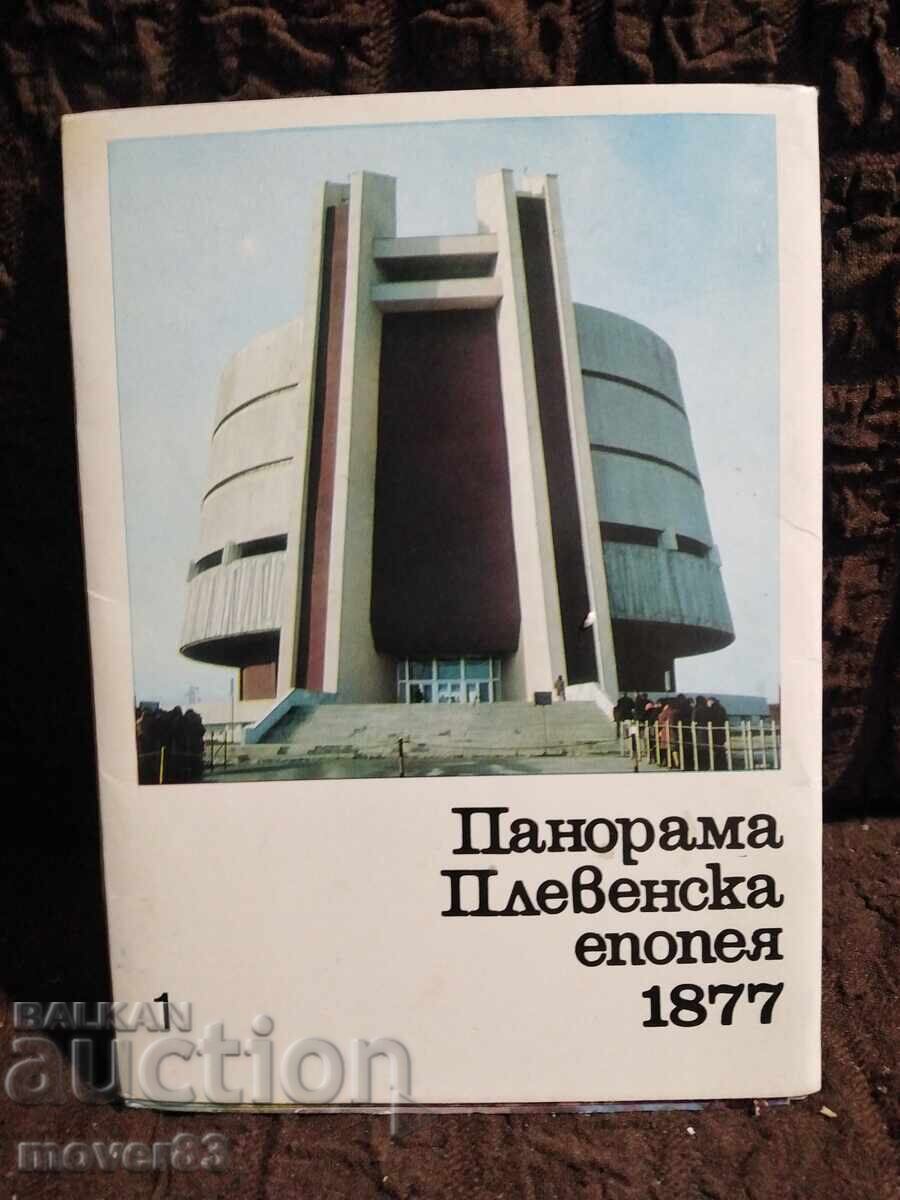 Панорама
Плевенска
епопея
1877
1
BALKAN
auction
mover83